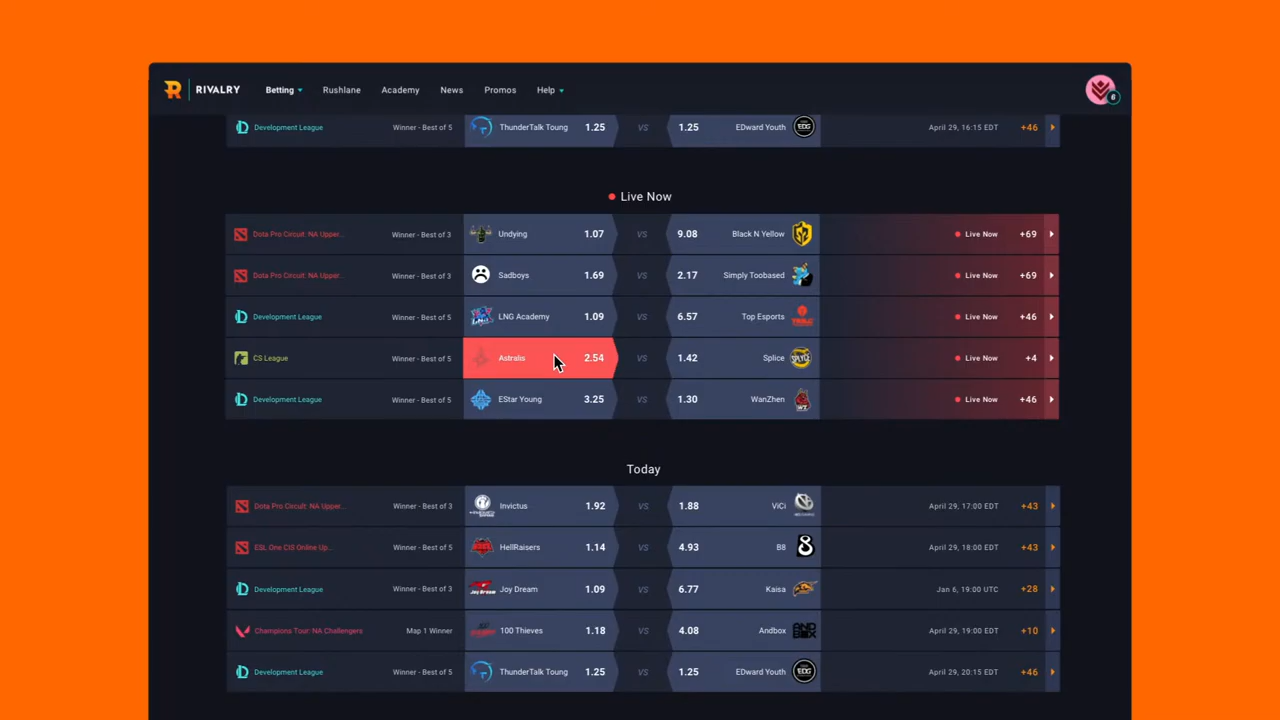 RIVALRY Betting Rushlane Academy News Promos Help 6
Development League Winner - Best of 5 ThunderTalk Toung 1.25 VS 1.25 EDward Youth EDG April 29, 16:15 EDT +46
Live Now
Dota Pro Circuit: NA Upper... Winner - Best of 3 Undying 1.07 VS 9.08 Black N Yellow Live Now +69
Dota Pro Circuit: NA Upper.. Winner - Best of 3 Sadboys 1.69 VS 2.17 Simply Toobased Live Now +69
Development League Winner - Best of 5 LNG Academy 1.09 VS 6.57 Top Esports Live Now +46
CS League Winner - Best of 5 Astralis 2.54 VS 1.42 Splice Live Now +4
Development League Winner - Best of 5 EStar Young 3.25 VS 1.30 WanZhen Live Now +46
Today
Dota Pro Circuit: NA Upper... Winner - Best of 3 Invictus 1.92 VS 1.88 ViCi April 29, 17:00 EDT +43
ESL One CIS Online Up... Winner - Best of 5 HellRaisers 1.14 VS 4.93 B8 April 29, 18:00 EDT +43
Development League Winner - Best of 3 Joy Dream 1.09 VS 6.77 Kaisa Jan 6, 19:00 UTC +28
Champions Tour: NA Challengers Map 1 Winner 100 Thieves 1.18 VS 4.08 Andbox April 29, 19:00 EDT +10
Development League Winner - Best of 5 ThunderTalk Toung 1.25 VS 1.25 EDward Youth EDG April 29, 20:15 EDT +46